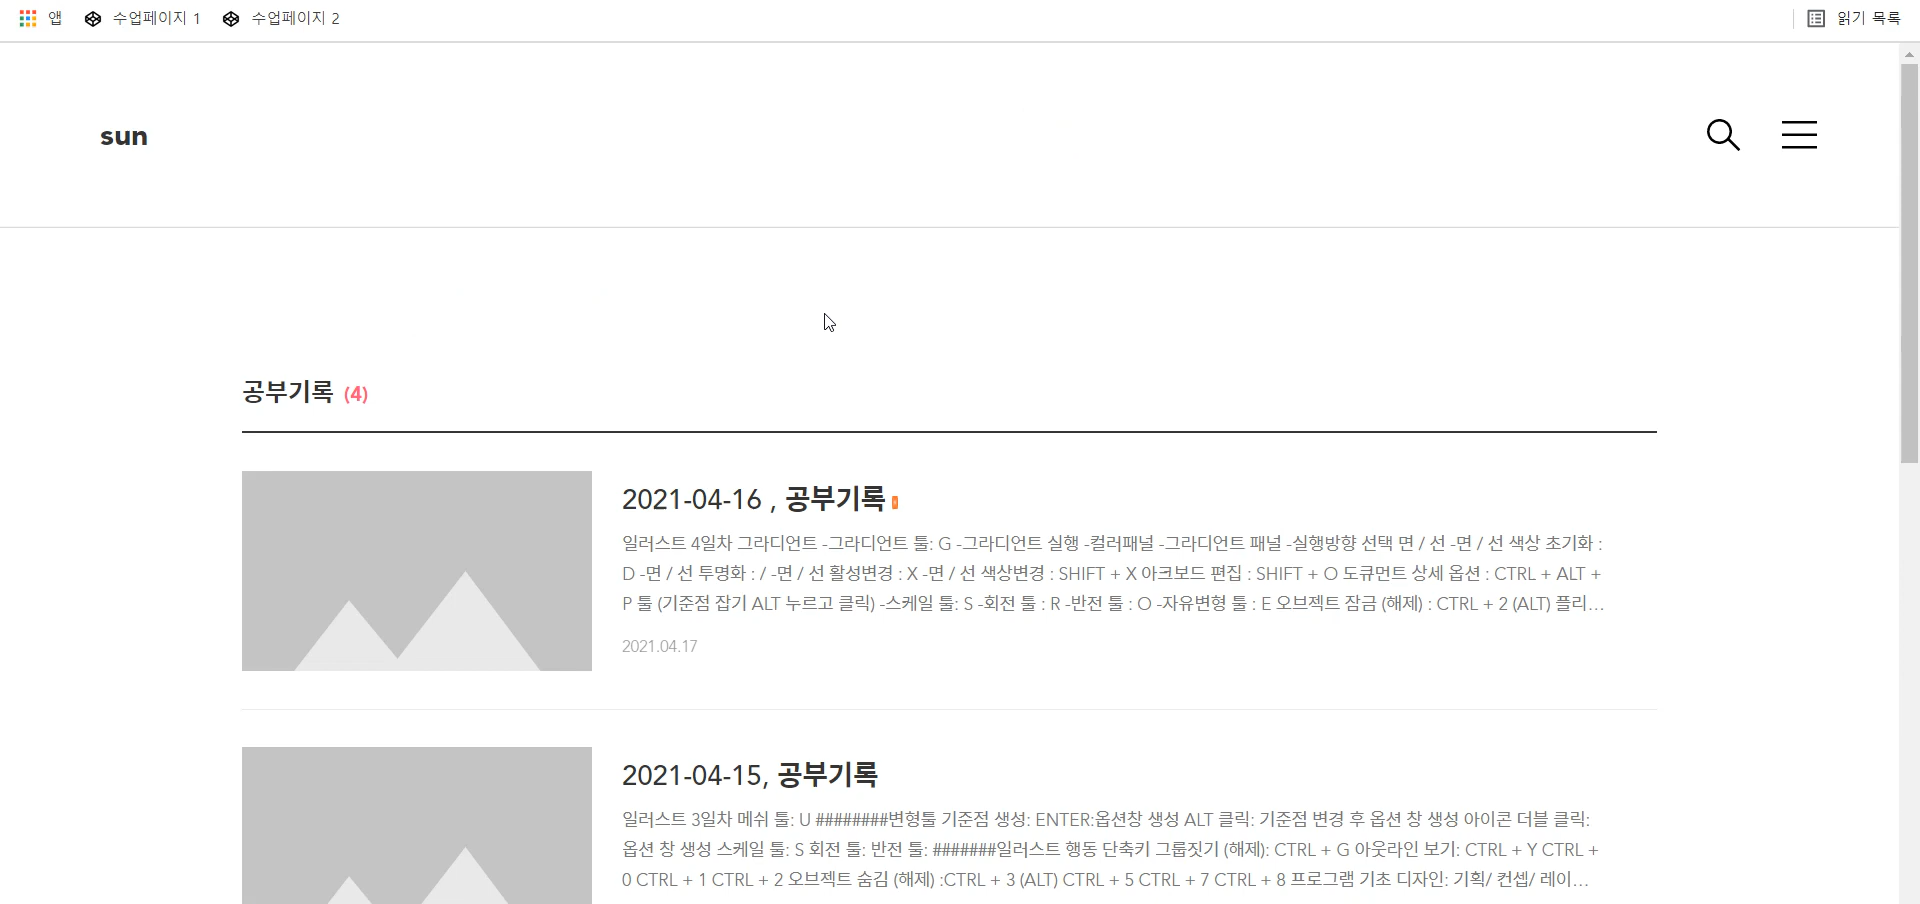 앱 수업페이지 1 수업페이지 2 읽기 목록
sun
공부기록 (4)
2021-04-16 , 공부기록
일러스트 4일차 그라디언트 -그라디언트 툴: G -그라디언트 실행 -컬러패널 -그라디언트 패널 -실행방향 선택 면 / 선 -면 / 선 색상 초기화 :
D -면 / 선 투명화 : / -면 / 선 활성변경 : X -면 / 선 색상변경 : SHIFT + X 아크보드 편집 : SHIFT + O 도큐먼트 상세 옵션 : CTRL + ALT +
P 툴 (기준점 잡기 ALT 누르고 클릭) -스케일 툴: S -회전 툴 : R -반전 툴 : O -자유변형 툴 : E 오브젝트 잠금 (해제) : CTRL + 2 (ALT) 플리...
2021.04.17
2021-04-15, 공부기록
일러스트 3일차 메쉬 툴: U ########변형툴 기준점 생성: ENTER:옵션창 생성 ALT 클릭: 기준점 변경 후 옵션 창 생성 아이콘 더블 클릭:
옵션 창 생성 스케일 툴: S 회전 툴: 반전 툴: #######일러스트 행동 단축키 그룹짓기 (해제): CTRL + G 아웃라인 보기: CTRL + Y CTRL +
0 CTRL + 1 CTRL + 2 오브젝트 숨김 (해제) :CTRL + 3 (ALT) CTRL + 5 CTRL + 7 CTRL + 8 프로그램 기초 디자인: 기획/ 컨셉/ 레이...